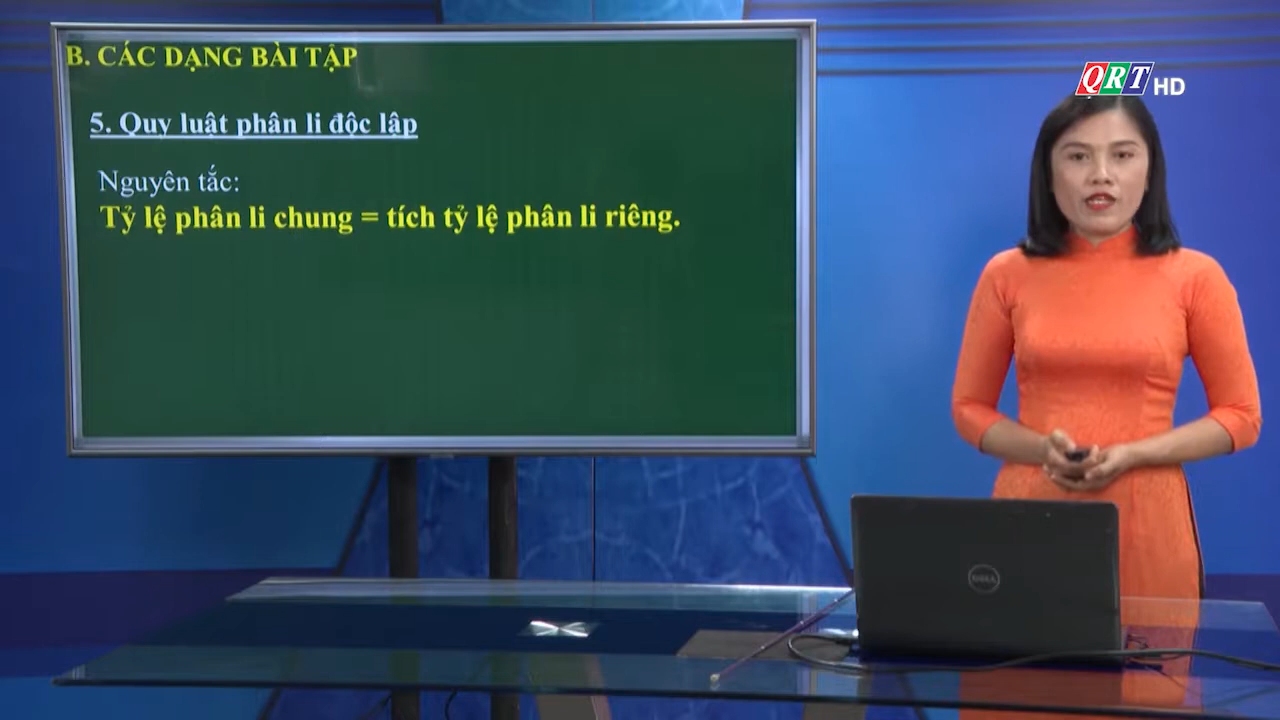 B. CÁC DẠNG BÀI TẬP
QRT HD
5. Quy luật phân li độc lập
Nguyên tắc:
Tỷ lệ phân li chung = tích tỷ lệ phân li riêng.
DELL